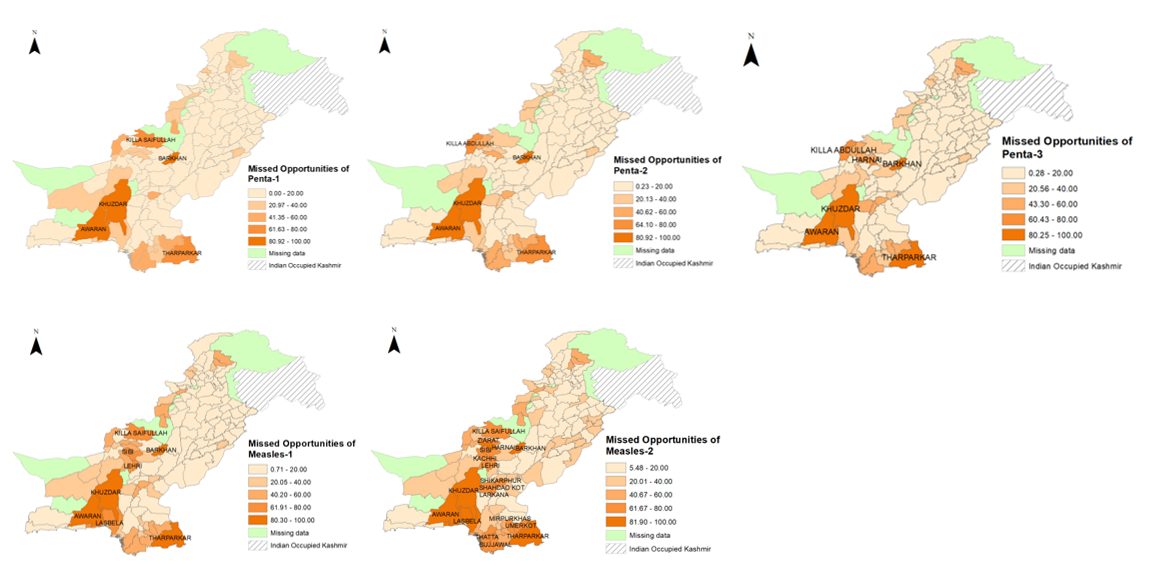 N
KILLA SAIFULLAH
BARKHAN
KHUZDAR
AWARAN
THARPARKAR
Missed Opportunities of
Penta-1
0.00 - 20.00
20.97 - 40.00
41.35 - 60.00
61.63 - 80.00
80.92 - 100.00
Missing data
Indian Occupied Kashmir
N
KILLA ABDULLAH
BARKHAN
KHUZDAR
AWARAN
THARPARKAR
Missed Opportunities of
Penta-2
0.23 - 20.00
20.13 - 40.00
40.62 - 60.00
64.10 - 80.00
80.92 - 100.00
Missing data
Indian Occupied Kashmir
N
KILLA ABDULLAH
HARNAI
BARKHAN
KHUZDAR
AWARAN
THARPARKAR
Missed Opportunities of
Penta-3
0.28 - 20.00
20.56 - 40.00
43.30 - 60.00
60.43 - 80.00
80.25 - 100.00
Missing data
Indian Occupied Kashmir
N
KILLA SAIFULLAH
SIBI
BARKHAN
LEHRI
KHUZDAR
AWARAN
LASBELA
THARPARKAR
Missed Opportunities of
Measles-1
0.71 - 20.00
20.05 - 40.00
40.20 - 60.00
61.91 - 80.00
80.30 - 100.00
Missing data
Indian Occupied Kashmir
N
KILLA SAIFULLAH
ZIARAT
SIBI
HARNAI
BARKHAN
KACHHI
LEHRI
SHIKARPHUR
SHAHDAD KOT
KHUZDAR
LARKANA
AWARAN
LASBELA
MIRPURKHAS
UMERKOT
THATTA
THARPARKAR
SUJJAWAL
Missed Opportunities of
Measles-2
5.48 - 20.00
20.01 - 40.00
40.67 - 60.00
61.67 - 80.00
81.90 - 100.00
Missing data
Indian Occupied Kashmir